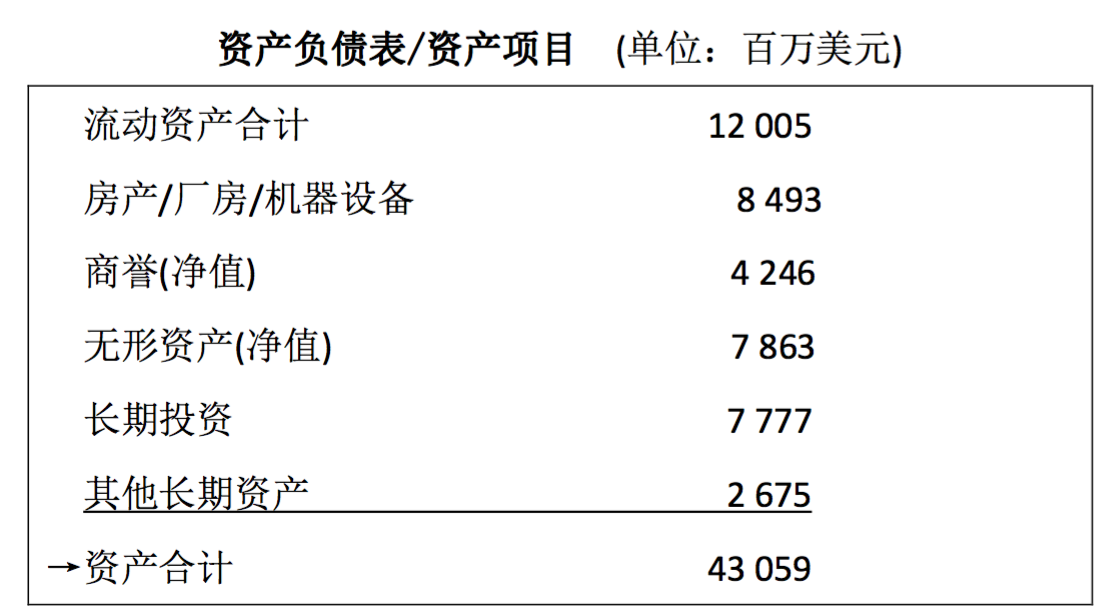 资产负债表/资产项目 (单位：百万美元)
流动资产合计 12 005
房产/厂房/机器设备 8 493
商誉(净值) 4 246
无形资产(净值) 7 863
长期投资 7 777
其他长期资产 2 675
→资产合计 43 059